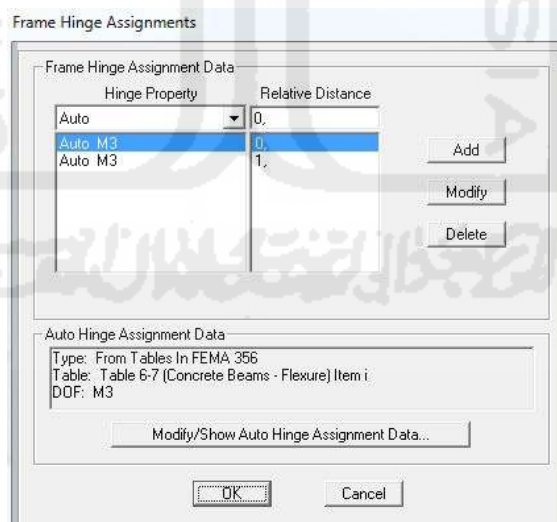 Frame Hinge Assignments
Frame Hinge Assignment Data
Hinge Property Relative Distance
Auto 0,
Auto M3 0,
Auto M3 1,
Add
Modify
Delete
Auto Hinge Assignment Data
Type: From Tables In FEMA 356
Table: Table 6-7 (Concrete Beams - Flexure) Item i
DOF: M3
Modify/Show Auto Hinge Assignment Data...
OK Cancel